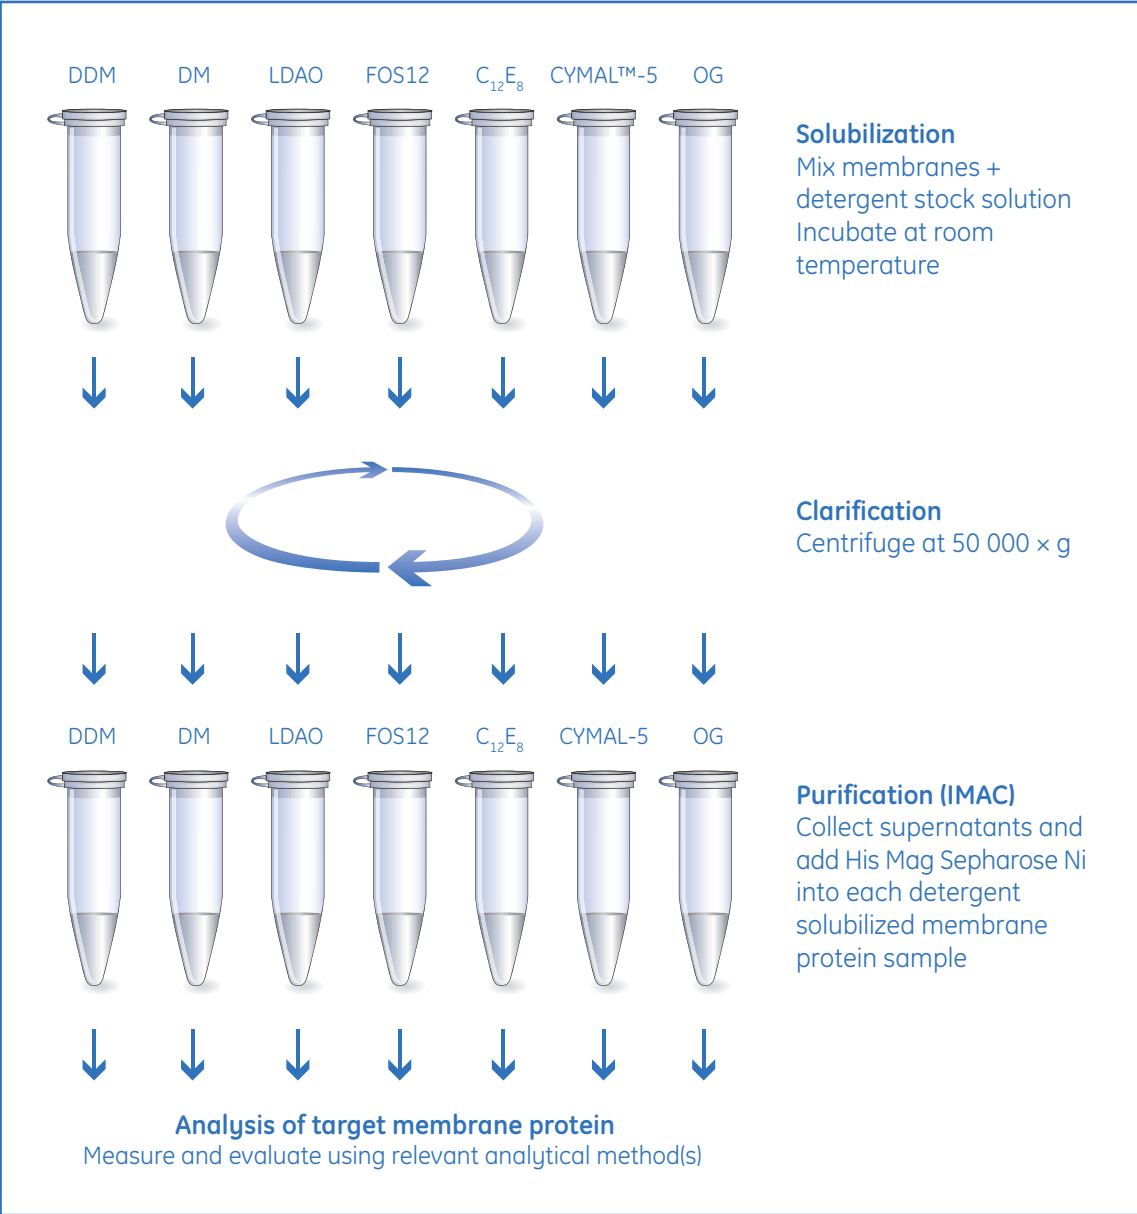 DDM DM LDAO FOS12 C₁₂E₈ CYMAL™-5 OG
Solubilization
Mix membranes +
detergent stock solution
Incubate at room
temperature
Clarification
Centrifuge at 50 000 × g
DDM DM LDAO FOS12 C₁₂E₈ CYMAL-5 OG
Purification (IMAC)
Collect supernatants and
add His Mag Sepharose Ni
into each detergent
solubilized membrane
protein sample
Analysis of target membrane protein
Measure and evaluate using relevant analytical method(s)